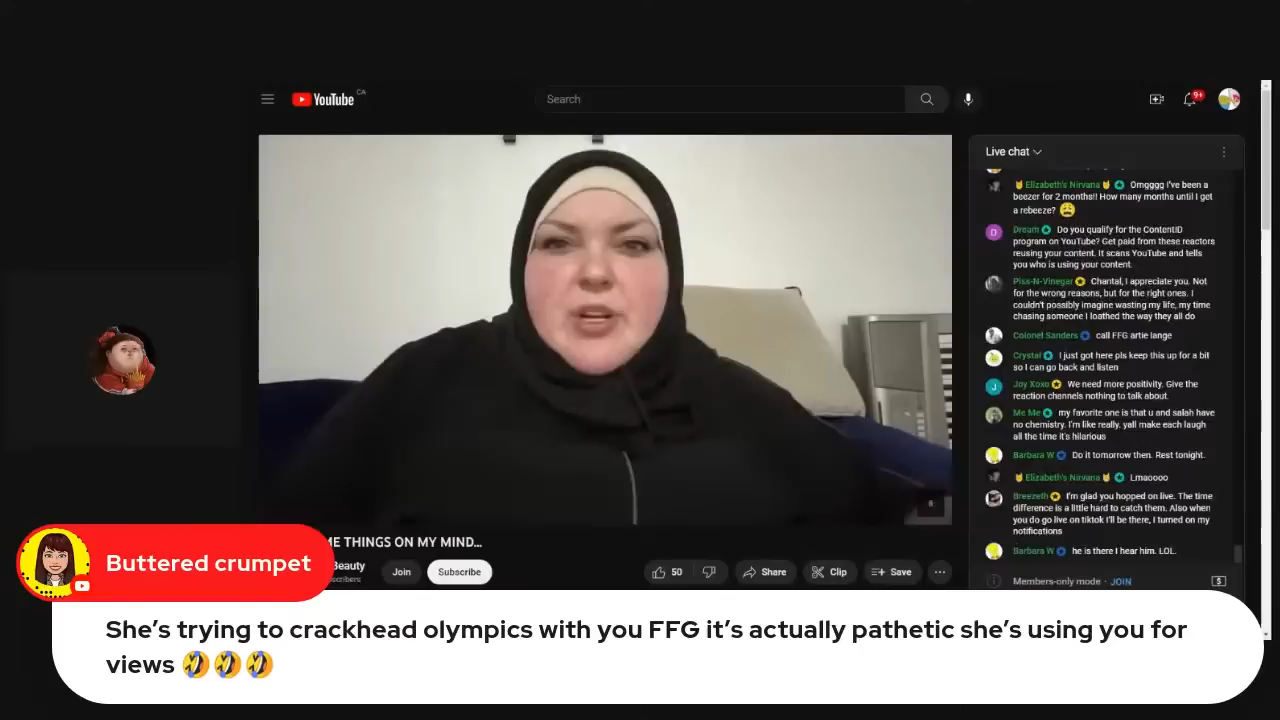 YouTube CA
Search
9+
Live chat
Elizabeth's Nirvana Omgggg I've been a
beezer for 2 months!! How many months until I get
a rebeeze? 😩
D
Dream Do you qualify for the ContentID
program on YouTube? Get paid from these reactors
reusing your content. It scans YouTube and tells
you who is using your content.
Piss-N-Vinegar Chantal, I appreciate you. Not
for the wrong reasons, but for the right ones. I
couldn't possibly imagine wasting my life, my time
chasing someone I loathed the way they all do
Colonel Sanders call FFG artie lange
Crystal I just got here pls keep this up for a bit
so I can go back and listen
J
Joy Xoxo We need more positivity. Give the
reaction channels nothing to talk about.
Me Me my favorite one is that u and salah have
no chemistry. I'm like really. yall make each laugh
all the time it's hilarious
Barbara W Do it tomorrow then. Rest tonight.
Elizabeth's Nirvana Lmaoooo
Breezeth I'm glad you hopped on live. The time
difference is a little hard to catch them. Also when
you do go live on tiktok I'll be there, I turned on my
notifications
Barbara W he is there I hear him. LOL.
Members-only mode · JOIN
ME THINGS ON MY MIND...
Beauty
scribers
Join
Subscribe
50
Share
Clip
Save
Buttered crumpet
She's trying to crackhead olympics with you FFG it's actually pathetic she's using you for
views 🤣🤣🤣